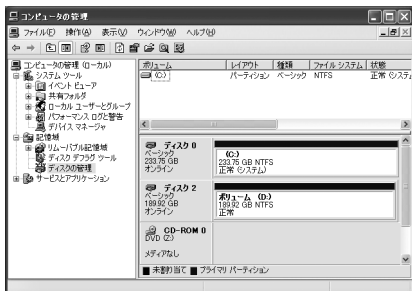 コンピュータの管理
ファイル(F) 操作(A) 表示(V) ウィンドウ(W) ヘルプ(H)
コンピュータの管理 (ローカル)
システム ツール
イベント ビューア
共有フォルダ
ローカル ユーザーとグループ
パフォーマンス ログと警告
デバイス マネージャ
記憶域
リムーバブル記憶域
ディスク デフラグ ツール
ディスクの管理
サービスとアプリケーション
ボリューム レイアウト 種類 ファイル システム 状態
(C:) パーティション ベーシック NTFS 正常 (システム
ディスク 0
ベーシック
233.75 GB
オンライン
(C:)
233.75 GB NTFS
正常 (システム)
ディスク 2
ベーシック
189.92 GB
オンライン
ボリューム (D:)
189.92 GB NTFS
正常
CD-ROM 0
DVD (Z:)
メディアなし
未割り当て プライマリ パーティション